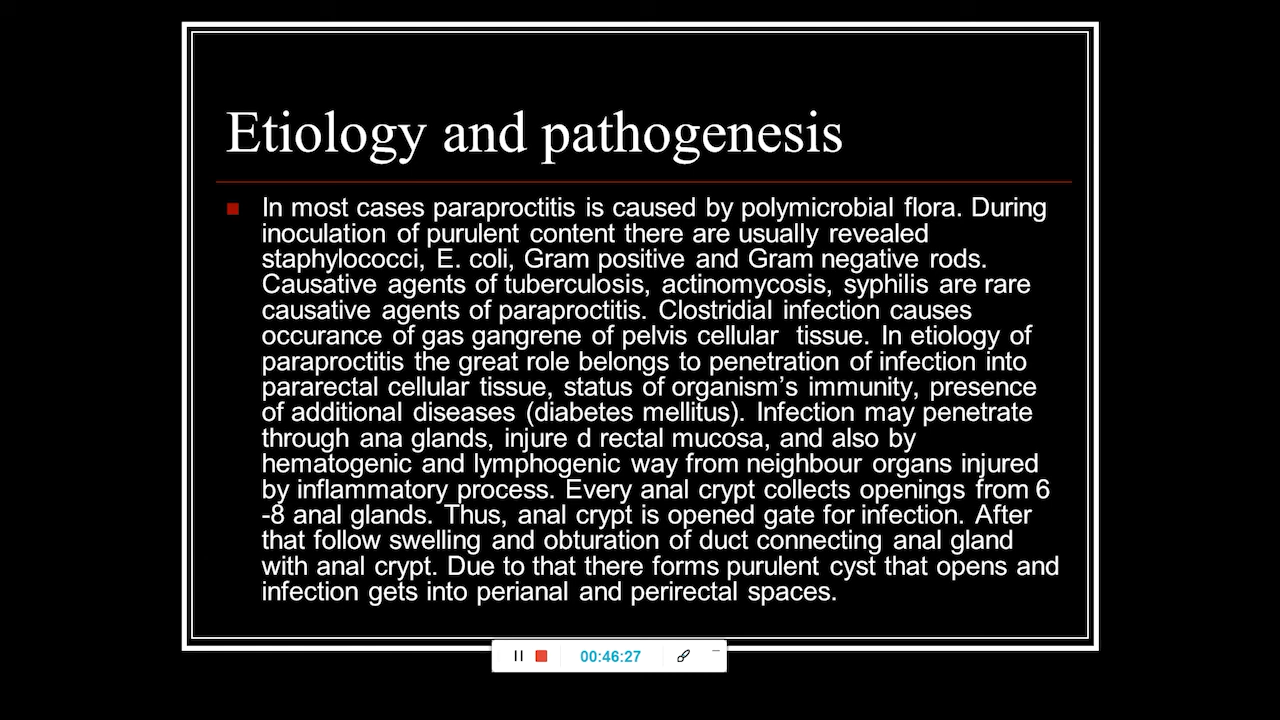 Etiology and pathogenesis
In most cases paraproctitis is caused by polymicrobial flora. During
inoculation of purulent content there are usually revealed
staphylococci, E. coli, Gram positive and Gram negative rods.
Causative agents of tuberculosis, actinomycosis, syphilis are rare
causative agents of paraproctitis. Clostridial infection causes
occurance of gas gangrene of pelvis cellular tissue. In etiology of
paraproctitis the great role belongs to penetration of infection into
pararectal cellular tissue, status of organism's immunity, presence
of additional diseases (diabetes mellitus). Infection may penetrate
through ana glands, injure d rectal mucosa, and also by
hematogenic and lymphogenic way from neighbour organs injured
by inflammatory process. Every anal crypt collects openings from 6
-8 anal glands. Thus, anal crypt is opened gate for infection. After
that follow swelling and obturation of duct connecting anal gland
with anal crypt. Due to that there forms purulent cyst that opens and
infection gets into perianal and perirectal spaces.
00:46:27